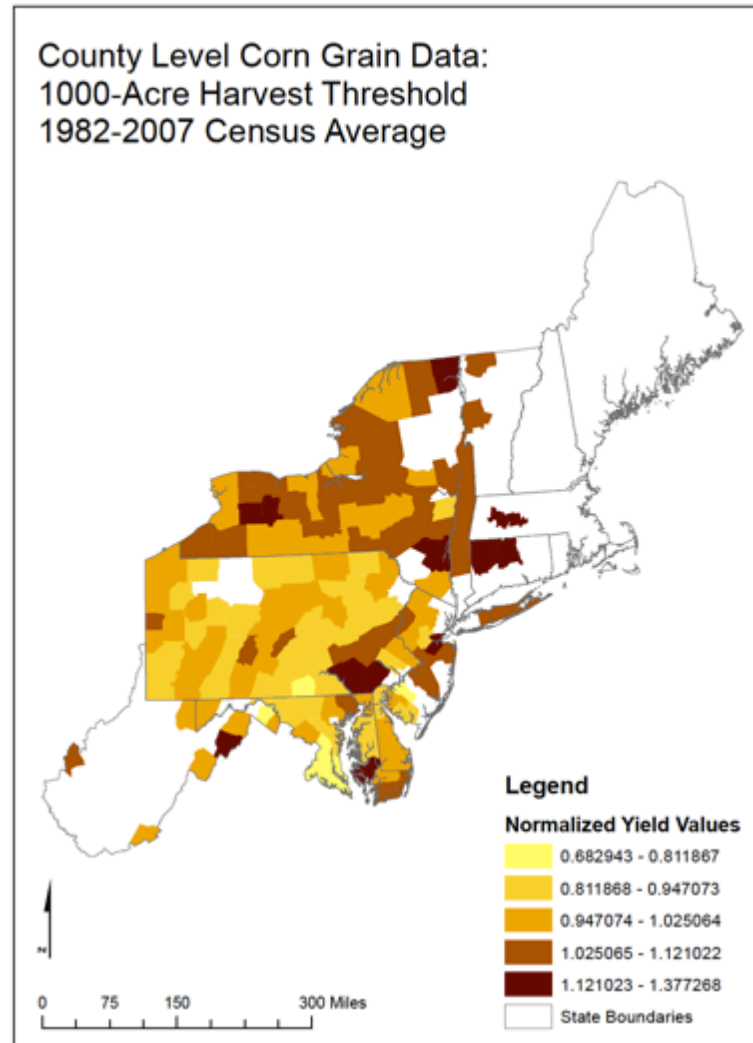 County Level Corn Grain Data:
1000-Acre Harvest Threshold
1982-2007 Census Average
Legend
Normalized Yield Values
0.682943 - 0.811867
0.811868 - 0.947073
0.947074 - 1.025064
1.025065 - 1.121022
1.121023 - 1.377268
State Boundaries
N
0 75 150 300 Miles